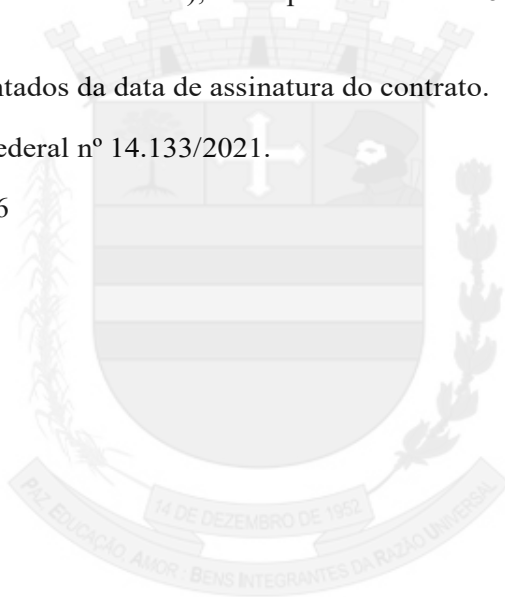 ntados da data de assinatura do contrato.
ederal nº 14.133/2021.
6
14 DE DEZEMBRO DE 1952
PAZ, EDUCAÇÃO, AMOR - BENS INTEGRANTES DA RAZÃO UNIVERSAL